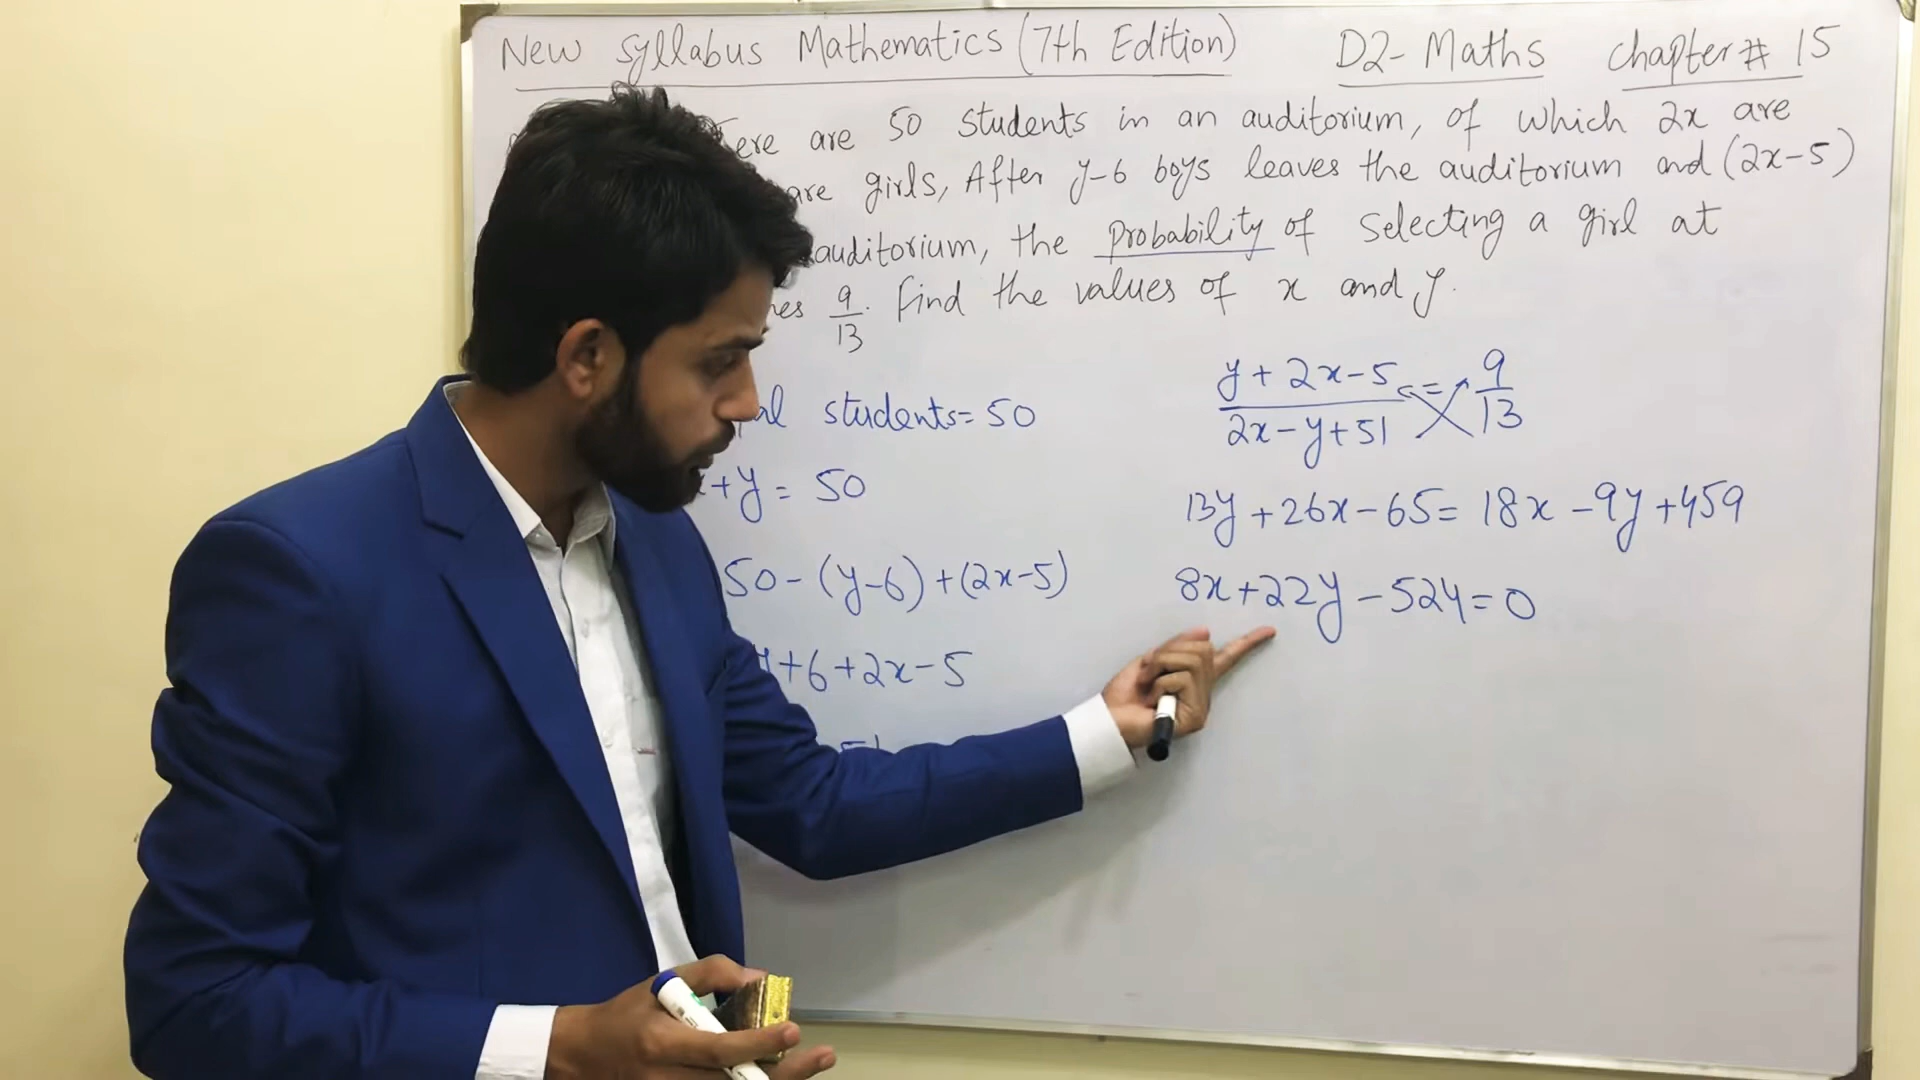 New Syllabus Mathematics (7th Edition) D2-Maths Chapter # 15
are 50 students in an auditorium, of which 2x are
are girls, After y-6 boys leaves the auditorium and (2x-5)
auditorium, the probability of selecting a girl at
9/13. Find the values of x and y.
students = 50
+y = 50
50-(y-6)+(2x-5)
+6+2x-5
(y+2x-5)/(2x-y+51) = 9/13
13y+26x-65 = 18x-9y+459
8x+22y-524=0